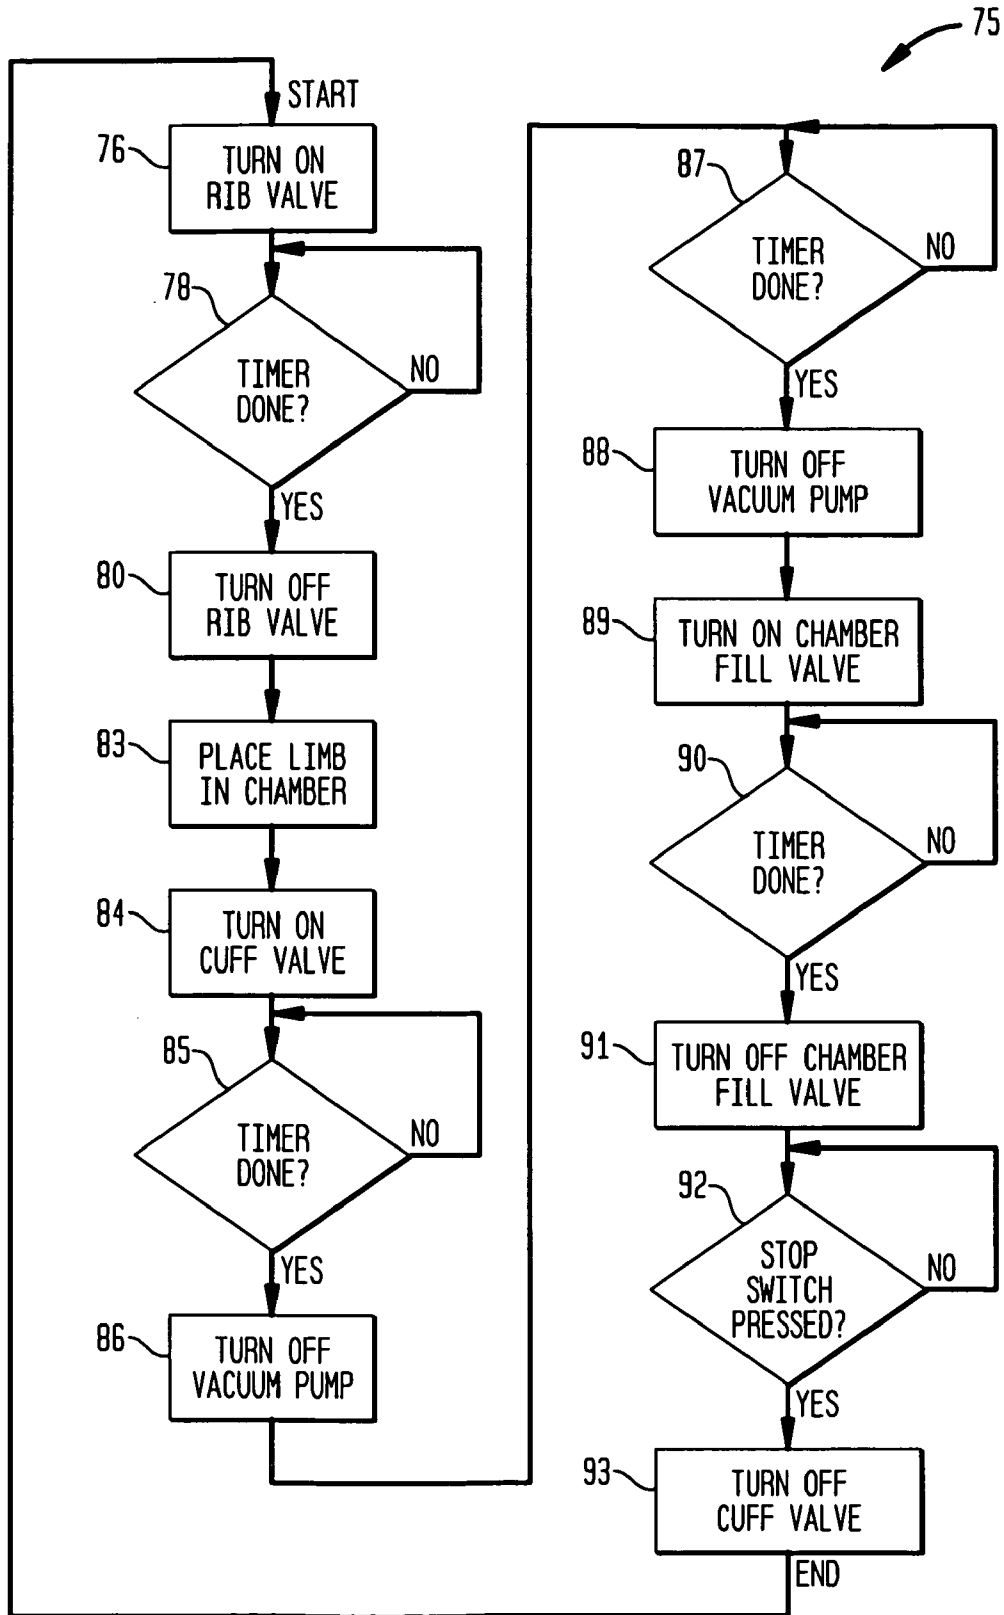 75
START
76
TURN ON
RIB VALVE
78
TIMER
DONE?
NO
YES
80
TURN OFF
RIB VALVE
83
PLACE LIMB
IN CHAMBER
84
TURN ON
CUFF VALVE
85
TIMER
DONE?
NO
YES
86
TURN OFF
VACUUM PUMP
87
TIMER
DONE?
NO
YES
88
TURN OFF
VACUUM PUMP
89
TURN ON CHAMBER
FILL VALVE
90
TIMER
DONE?
NO
YES
91
TURN OFF CHAMBER
FILL VALVE
92
STOP
SWITCH
PRESSED?
NO
YES
93
TURN OFF
CUFF VALVE
END